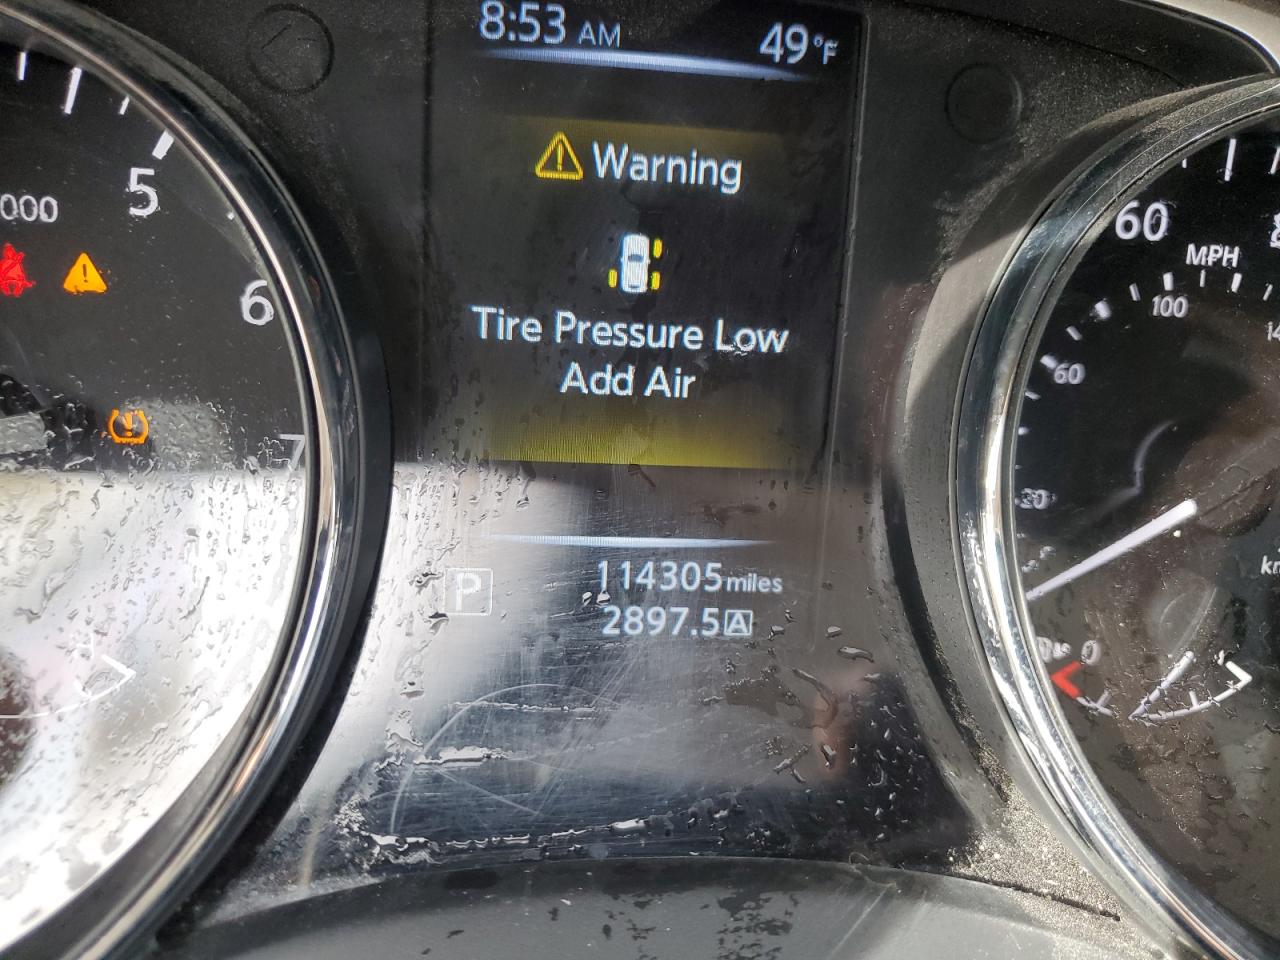 8:53 AM 49°F
Warning
Tire Pressure Low
Add Air
P 114305 miles
2897.5 A
000 5
6
7
60
MPH
100
60
20
0